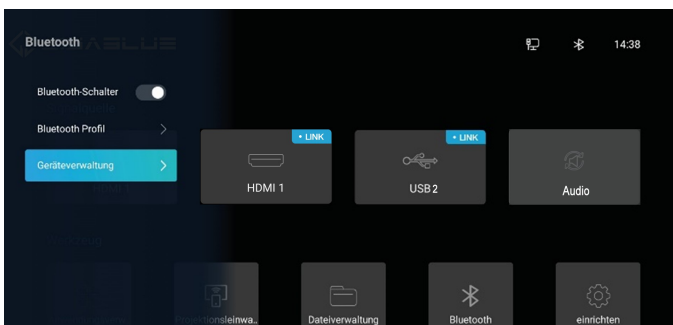 Bluetooth
14:38
Bluetooth-Schalter
Bluetooth Profil
Geräteverwaltung
• LINK
• LINK
HDMI 1
USB 2
Audio
Dateiverwaltung
Bluetooth
einrichten